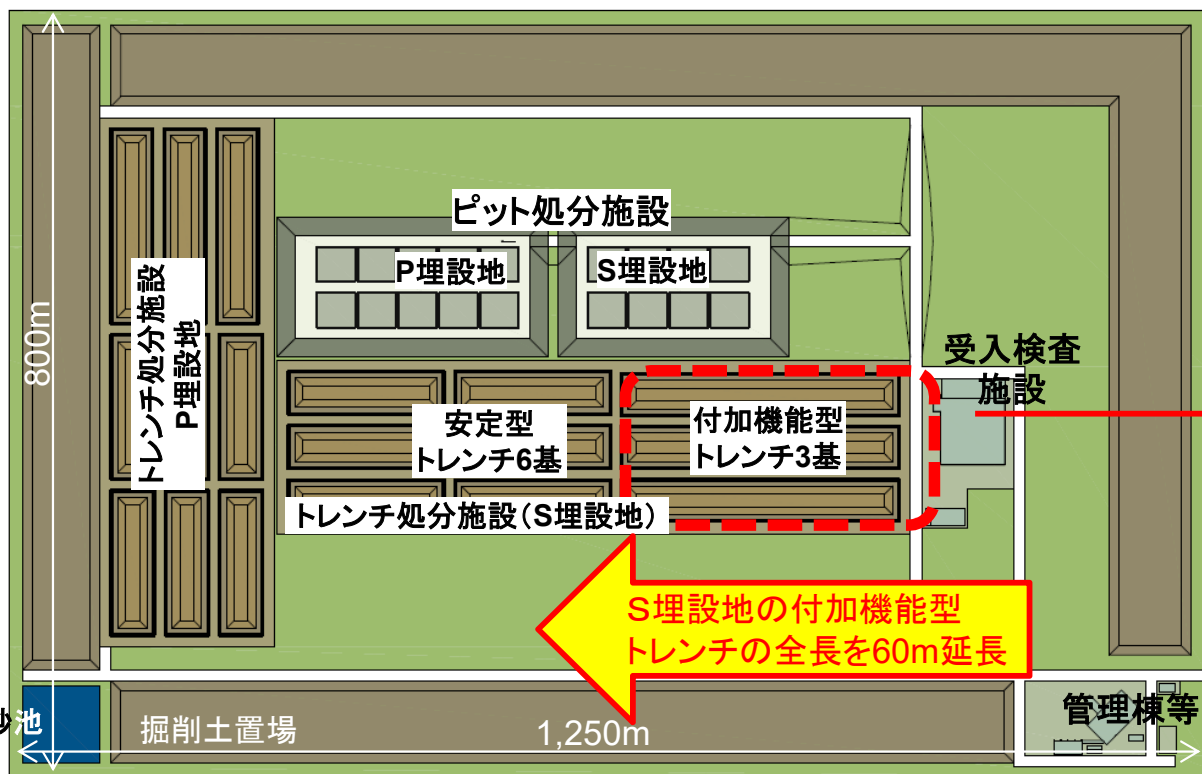 ピット処分施設
P埋設地
S埋設地
トレンチ処分施設
P埋設地
800m
受入検査
施設
安定型
トレンチ6基
付加機能型
トレンチ3基
トレンチ処分施設(S埋設地)
S埋設地の付加機能型
トレンチの全長を60m延長
池
掘削土置場
1,250m
管理棟等